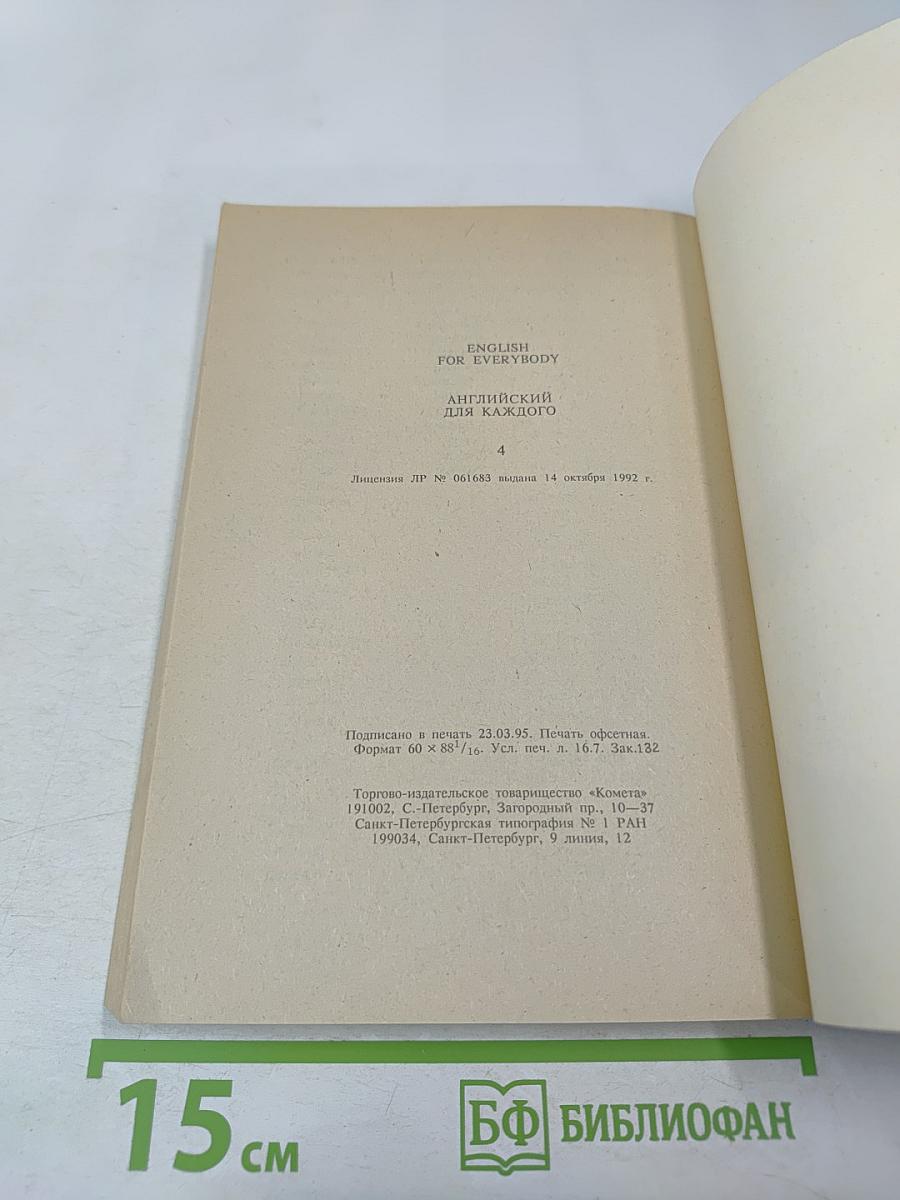 ENGLISH
FOR EVERYBODY
АНГЛИЙСКИЙ
ДЛЯ КАЖДОГО
4
Лицензия ЛР № 061683 выдана 14 октября 1992 г.
Подписано в печать 23.03.95. Печать офсетная.
Формат 60 × 88¹/₁₆. Усл. печ. л. 16.7. Зак.132
Торгово-издательское товарищество «Комета»
191002, С.-Петербург, Загородный пр., 10—37
Санкт-Петербургская типография № 1 РАН
199034, Санкт-Петербург, 9 линия, 12
15 см
БФ БИБЛИОФАН